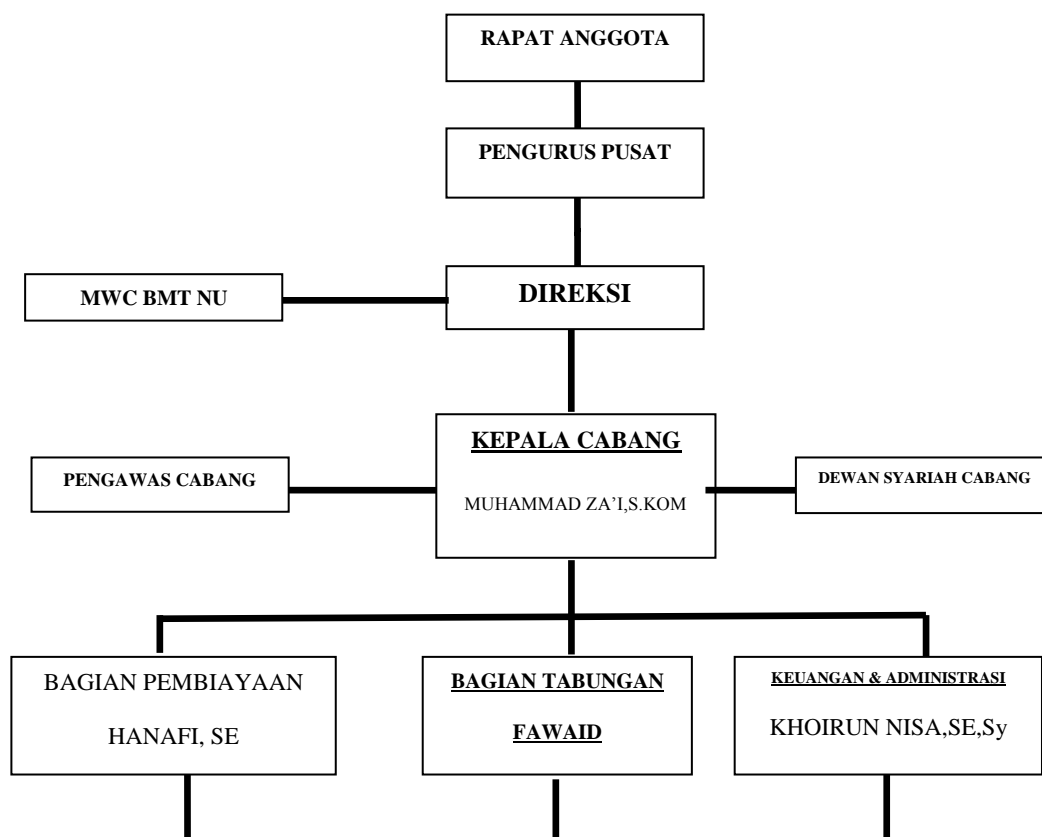 RAPAT ANGGOTA
PENGURUS PUSAT
MWC BMT NU
DIREKSI
KEPALA CABANG
MUHAMMAD ZA’I,S.KOM
PENGAWAS CABANG
DEWAN SYARIAH CABANG
BAGIAN PEMBIAYAAN
HANAFI, SE
BAGIAN TABUNGAN
FAWAID
KEUANGAN & ADMINISTRASI
KHOIRUN NISA,SE,Sy